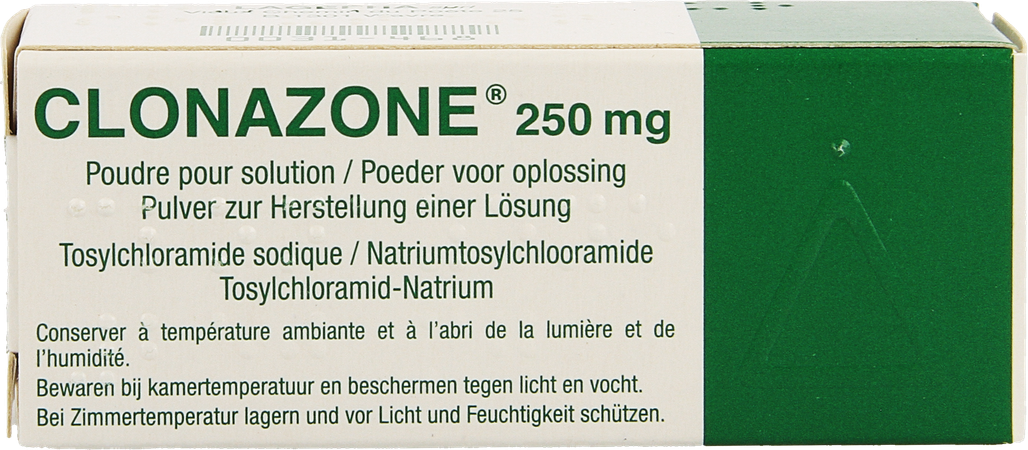 CLONAZONE® 250 mg
Poudre pour solution / Poeder voor oplossing
Pulver zur Herstellung einer Lösung
Tosylchloramide sodique / Natriumtosylchlooramide
Tosylchloramid-Natrium
Conserver à température ambiante et à l'abri de la lumière et de
l'humidité.
Bewaren bij kamertemperatuur en beschermen tegen licht en vocht.
Bei Zimmertemperatur lagern und vor Licht und Feuchtigkeit schützen.